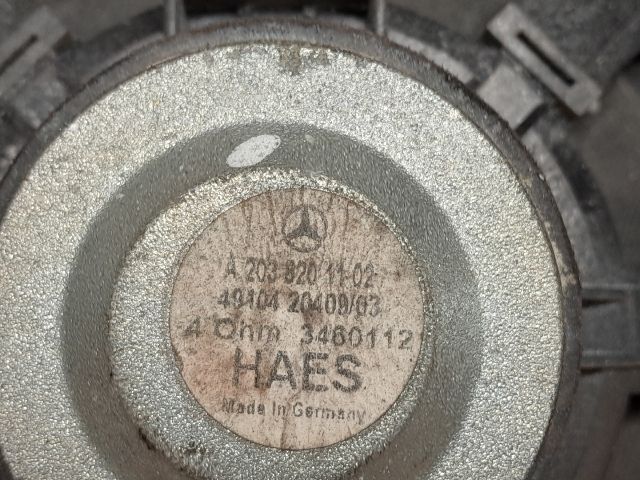 A 203 820 11 02
49104 20409/03
4 Ohm 3460112
HAES
Made in Germany